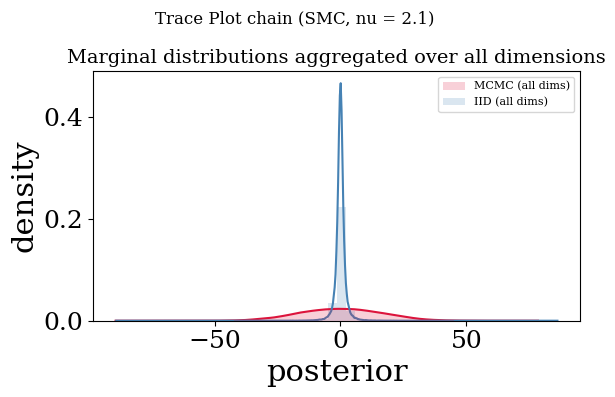 Trace Plot chain (SMC, nu = 2.1)
Marginal distributions aggregated over all dimensions
MCMC (all dims)
IID (all dims)
density
0.4
0.2
0.0
−50
0
50
posterior